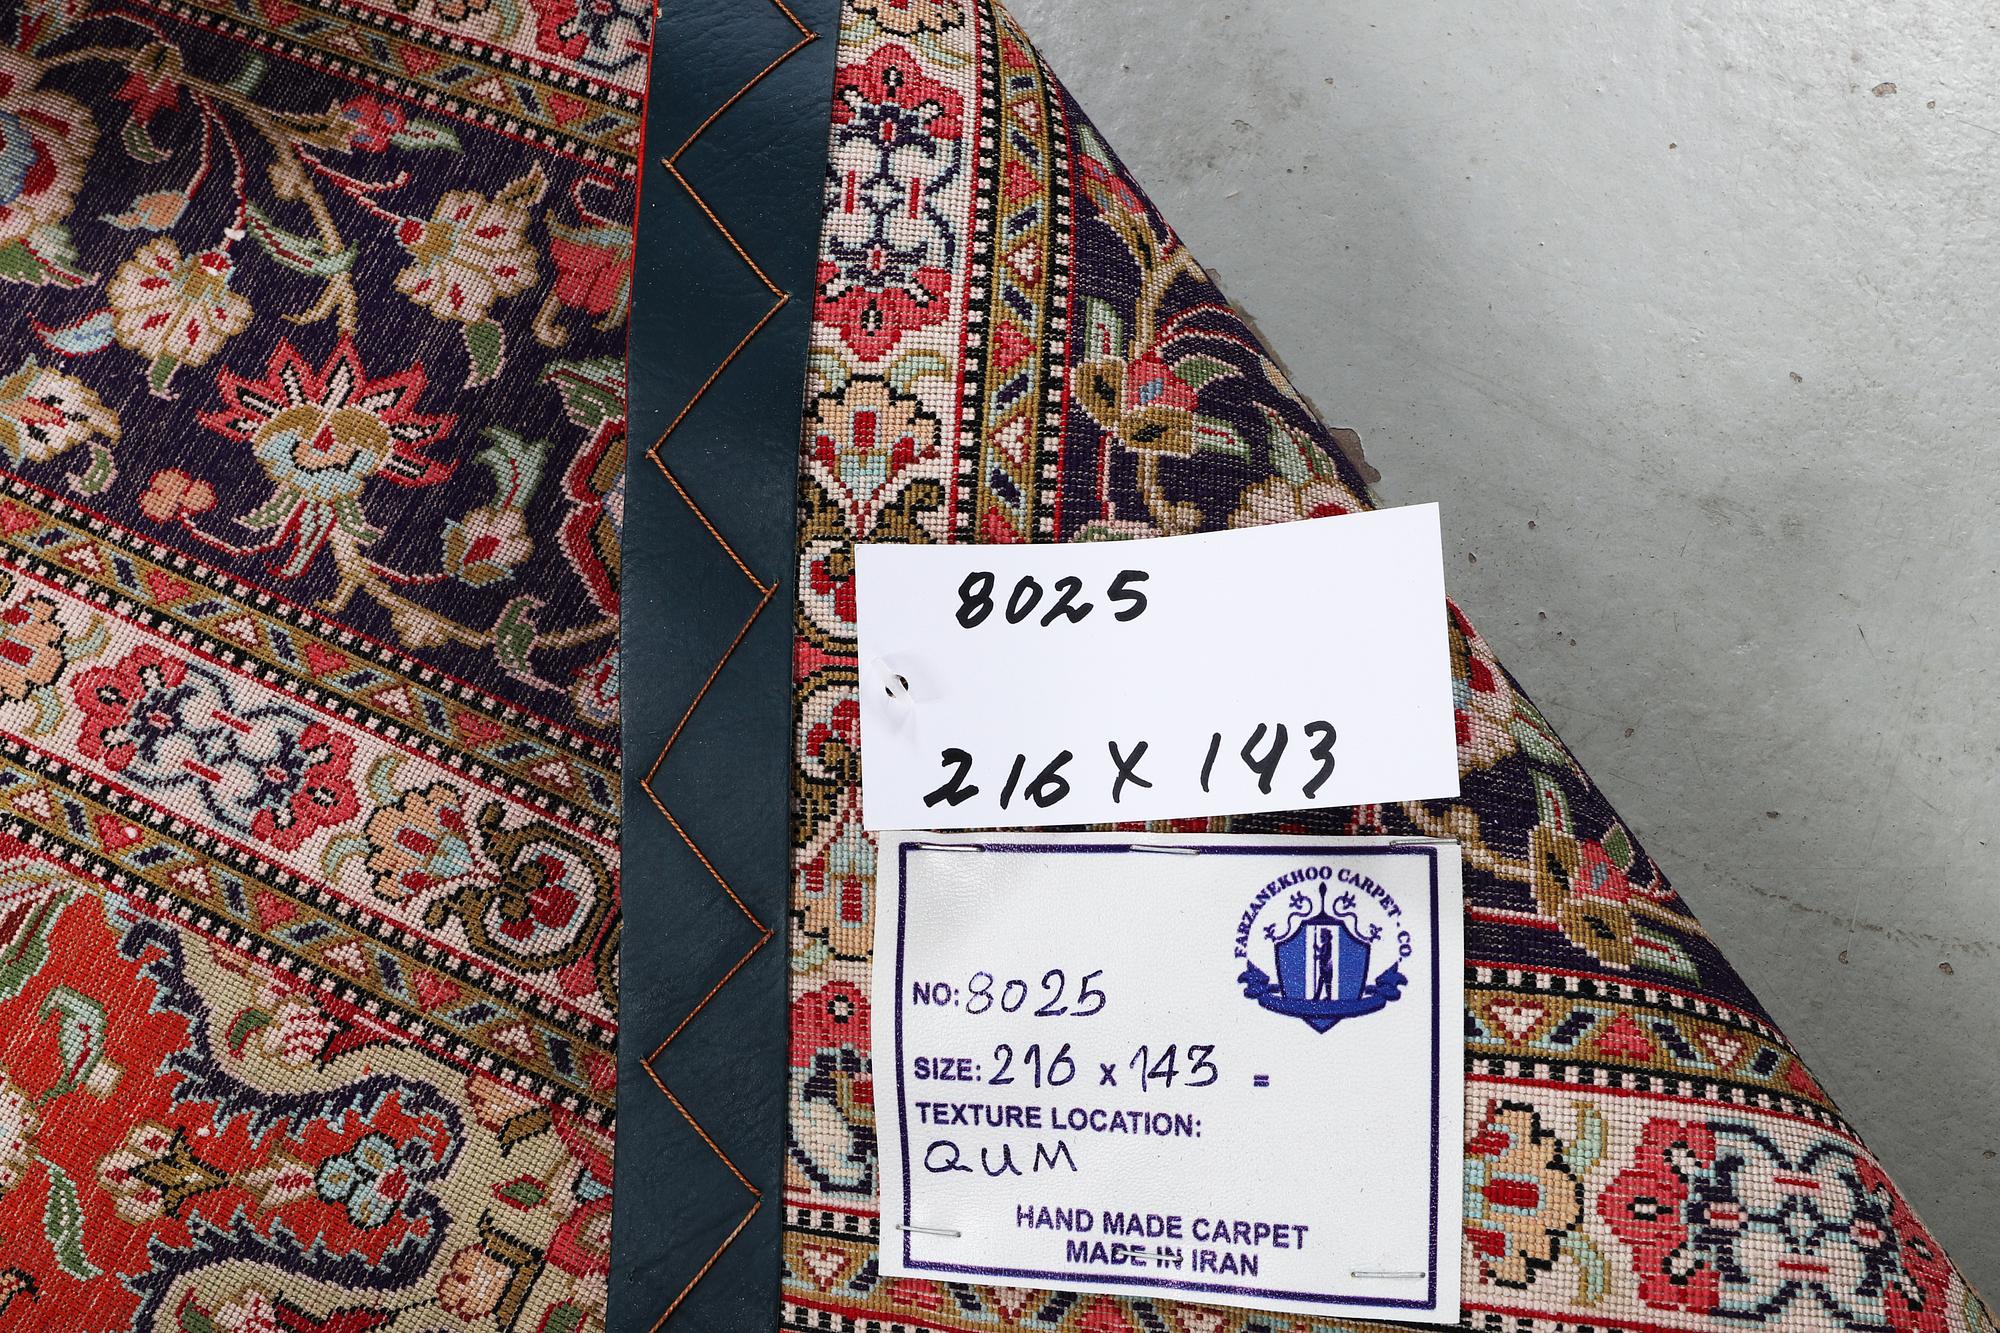 8025
216 X 143
FARZANEKHOO CARPET - CO.
NO: 8025
SIZE: 216 x 143 =
TEXTURE LOCATION:
QUM
HAND MADE CARPET
MADE IN IRAN